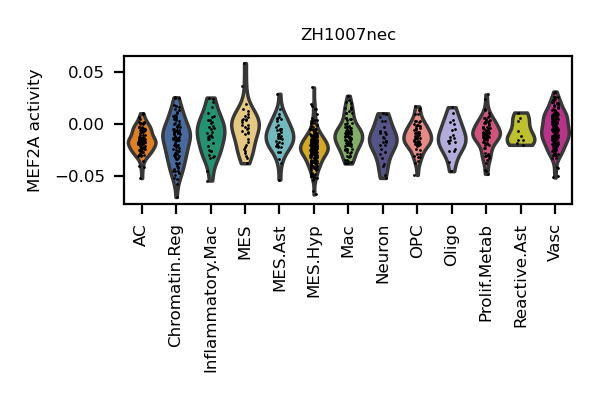 ZH1007nec
MEF2A activity
0.05
0.00
−0.05
AC
Chromatin.Reg
Inflammatory.Mac
MES
MES.Ast
MES.Hyp
Mac
Neuron
OPC
Oligo
Prolif.Metab
Reactive.Ast
Vasc